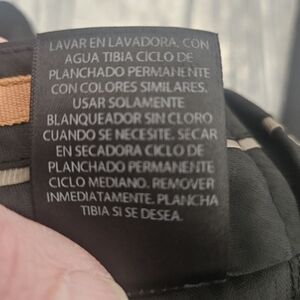 LAVAR EN LAVADORA. CON
AGUA TIBIA CICLO DE
PLANCHADO PERMANENTE
CON COLORES SIMILARES.
USAR SOLAMENTE
BLANQUEADOR SIN CLORO
CUANDO SE NECESITE. SECAR
EN SECADORA CICLO DE
PLANCHADO PERMANENTE
CICLO MEDIANO. REMOVER
INMEDIATAMENTE. PLANCHA
TIBIA SI SE DESEA.